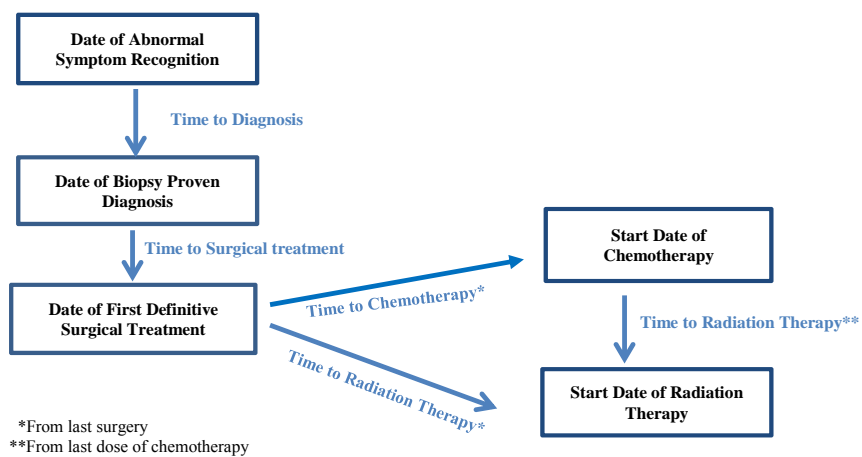 Date of Abnormal
Symptom Recognition
Time to Diagnosis
Date of Biopsy Proven
Diagnosis
Time to Surgical treatment
Date of First Definitive
Surgical Treatment
Time to Chemotherapy*
Start Date of
Chemotherapy
Time to Radiation Therapy**
Time to Radiation Therapy*
Start Date of Radiation
Therapy
*From last surgery
**From last dose of chemotherapy